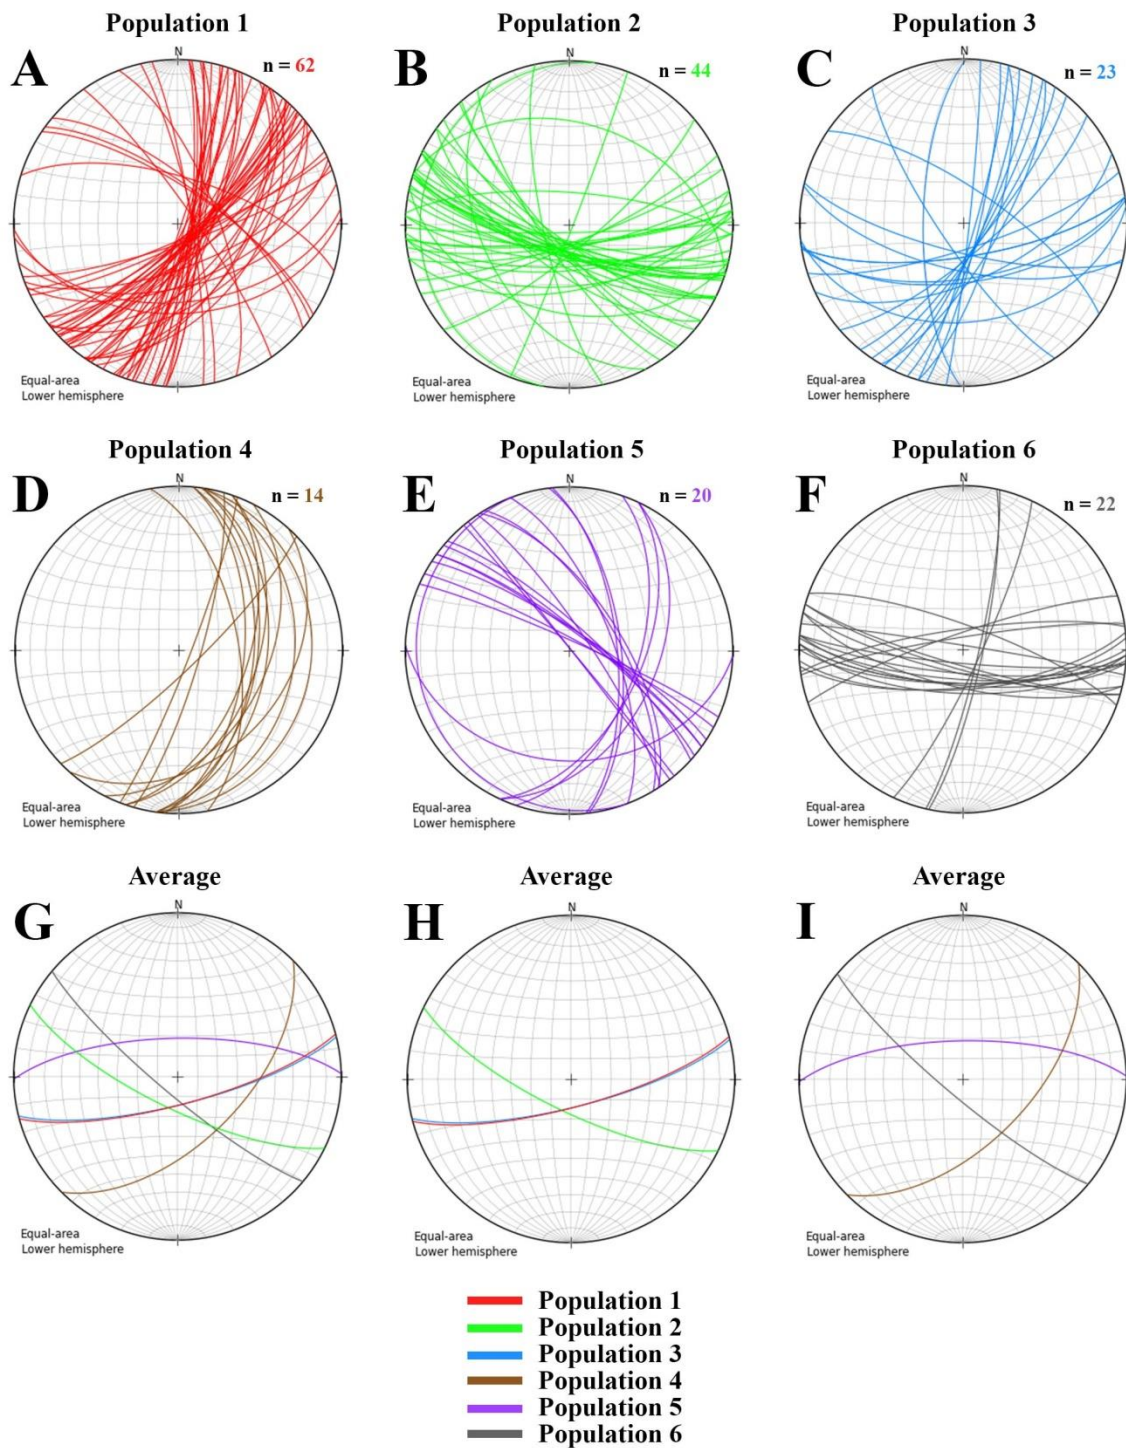 Population 1
Population 2
Population 3
A
N
n = 62
B
N
n = 44
C
N
n = 23
Equal-area
Lower hemisphere
Equal-area
Lower hemisphere
Equal-area
Lower hemisphere
Population 4
Population 5
Population 6
D
N
n = 14
E
N
n = 20
F
N
n = 22
Equal-area
Lower hemisphere
Equal-area
Lower hemisphere
Equal-area
Lower hemisphere
Average
Average
Average
G
N
H
N
I
N
Equal-area
Lower hemisphere
Equal-area
Lower hemisphere
Equal-area
Lower hemisphere
Population 1
Population 2
Population 3
Population 4
Population 5
Population 6